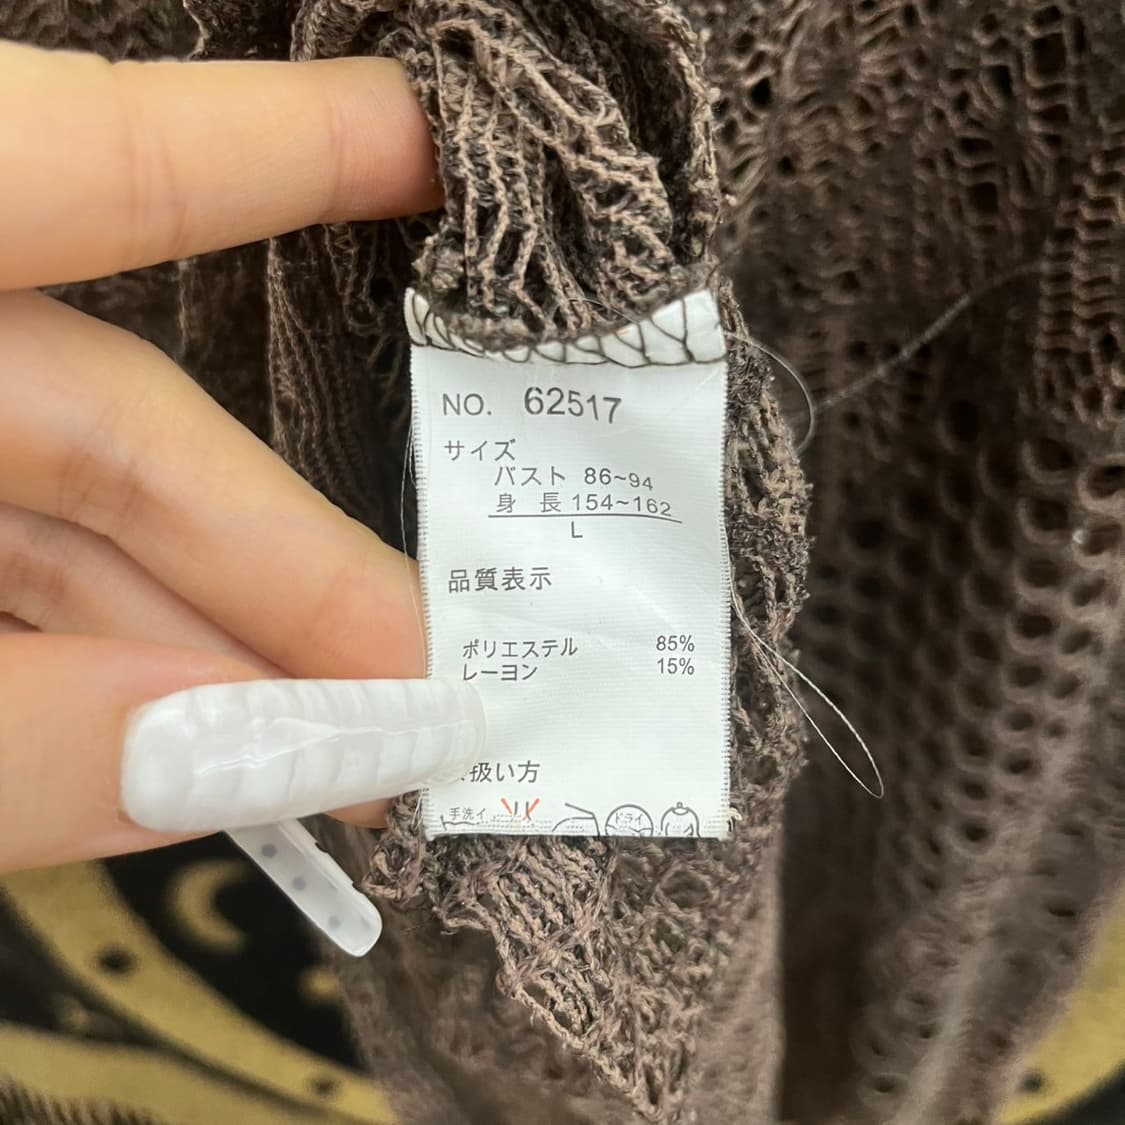 NO. 62517
サイズ
バスト 86~94
身 長 154~162
L
品質表示
ポリエステル 85%
レーヨン 15%
扱い方
手洗イ
ドライ